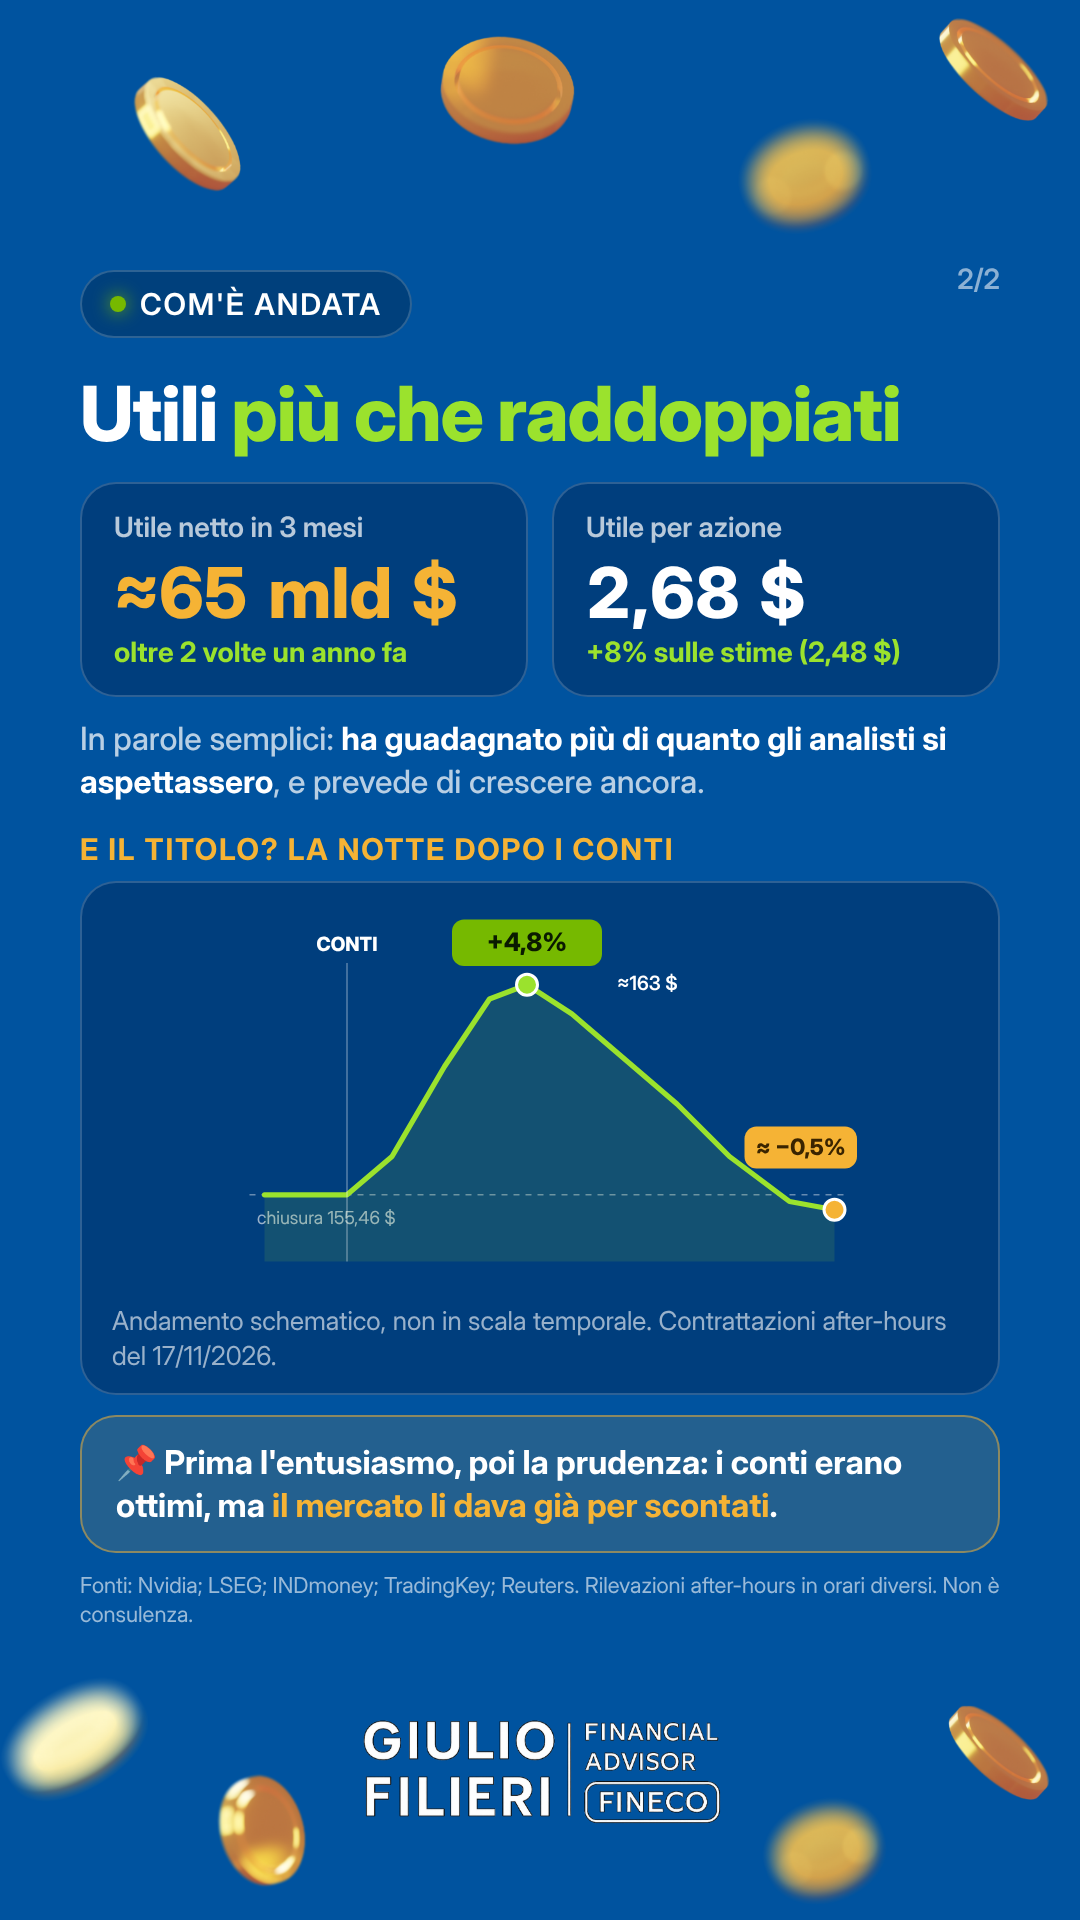 2/2
COM'È ANDATA
Utili più che raddoppiati
Utile netto in 3 mesi
≈65 mld $
oltre 2 volte un anno fa
Utile per azione
2,68 $
+8% sulle stime (2,48 $)
In parole semplici: ha guadagnato più di quanto gli analisti si
aspettassero, e prevede di crescere ancora.
E IL TITOLO? LA NOTTE DOPO I CONTI
CONTI
+4,8%
≈163 $
≈ −0,5%
chiusura 155,46 $
Andamento schematico, non in scala temporale. Contrattazioni after-hours
del 17/11/2026.
📌 Prima l'entusiasmo, poi la prudenza: i conti erano
ottimi, ma il mercato li dava già per scontati.
Fonti: Nvidia; LSEG; INDmoney; TradingKey; Reuters. Rilevazioni after-hours in orari diversi. Non è
consulenza.
GIULIO
FILIERI
FINANCIAL
ADVISOR
FINECO